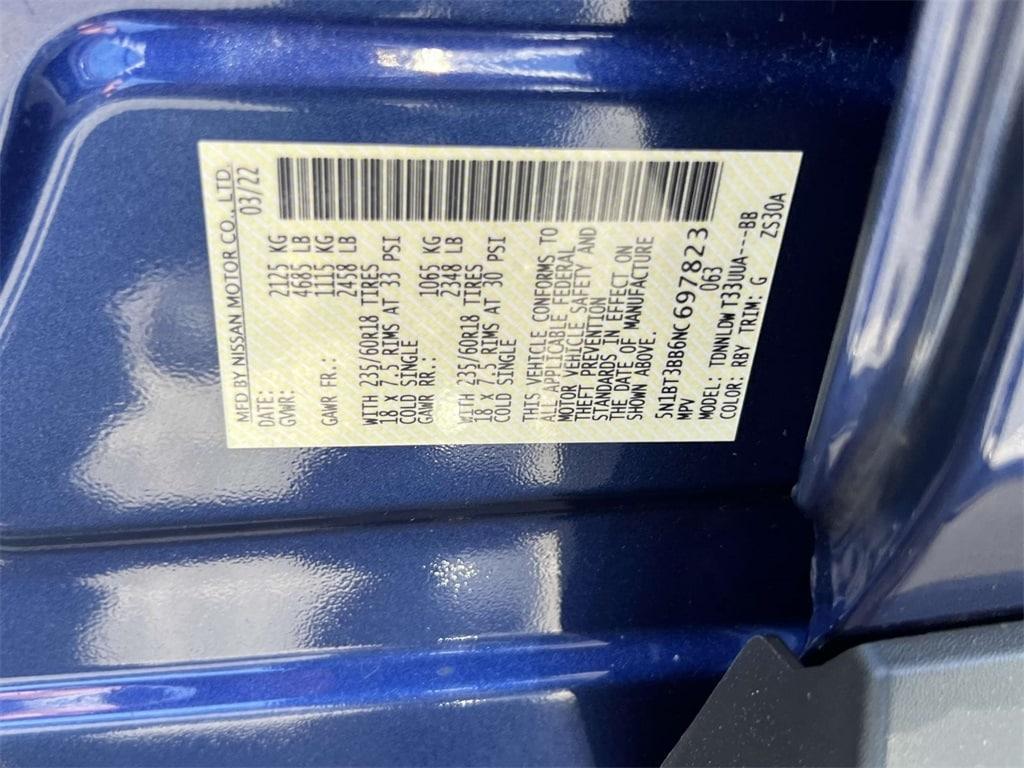 MFD BY NISSAN MOTOR CO., LTD.
DATE: 03/22
GVWR: 2125 KG
4685 LB
GAWR FR.: 1115 KG
2458 LB
WITH 235/60R18 TIRES
18 X 7.5 RIMS AT 33 PSI
COLD SINGLE
GAWR RR.: 1065 KG
2348 LB
WITH 235/60R18 TIRES
18 X 7.5 RIMS AT 30 PSI
COLD SINGLE
THIS VEHICLE CONFORMS TO
ALL APPLICABLE FEDERAL
MOTOR VEHICLE SAFETY AND
THEFT PREVENTION
STANDARDS IN EFFECT ON
THE DATE OF MANUFACTURE
SHOWN ABOVE.
5N1BT3BB6NC697823
MPV 063
MODEL: TDNNLDW T33UUA---BB
COLOR: RBY TRIM: G ZS30A